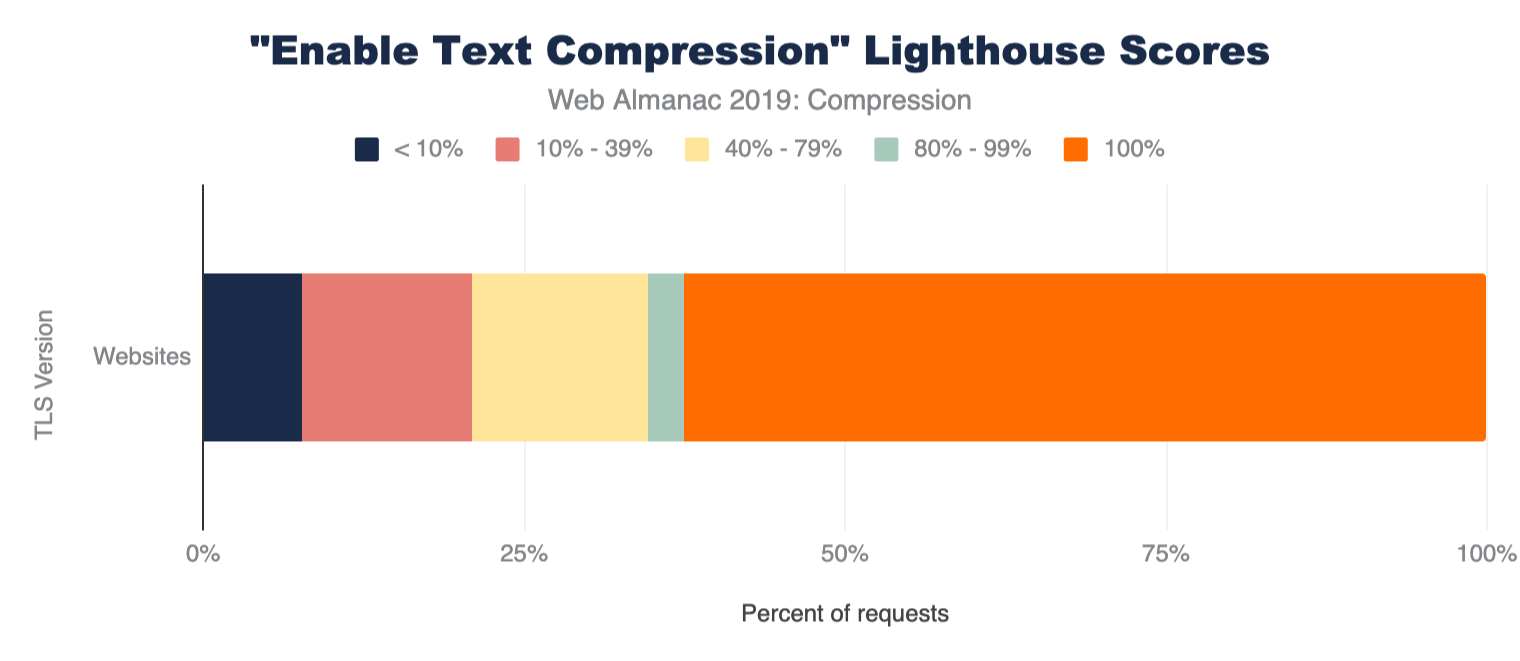 "Enable Text Compression" Lighthouse Scores
Web Almanac 2019: Compression
< 10%
10% - 39%
40% - 79%
80% - 99%
100%
TLS Version
Websites
0%
25%
50%
75%
100%
Percent of requests